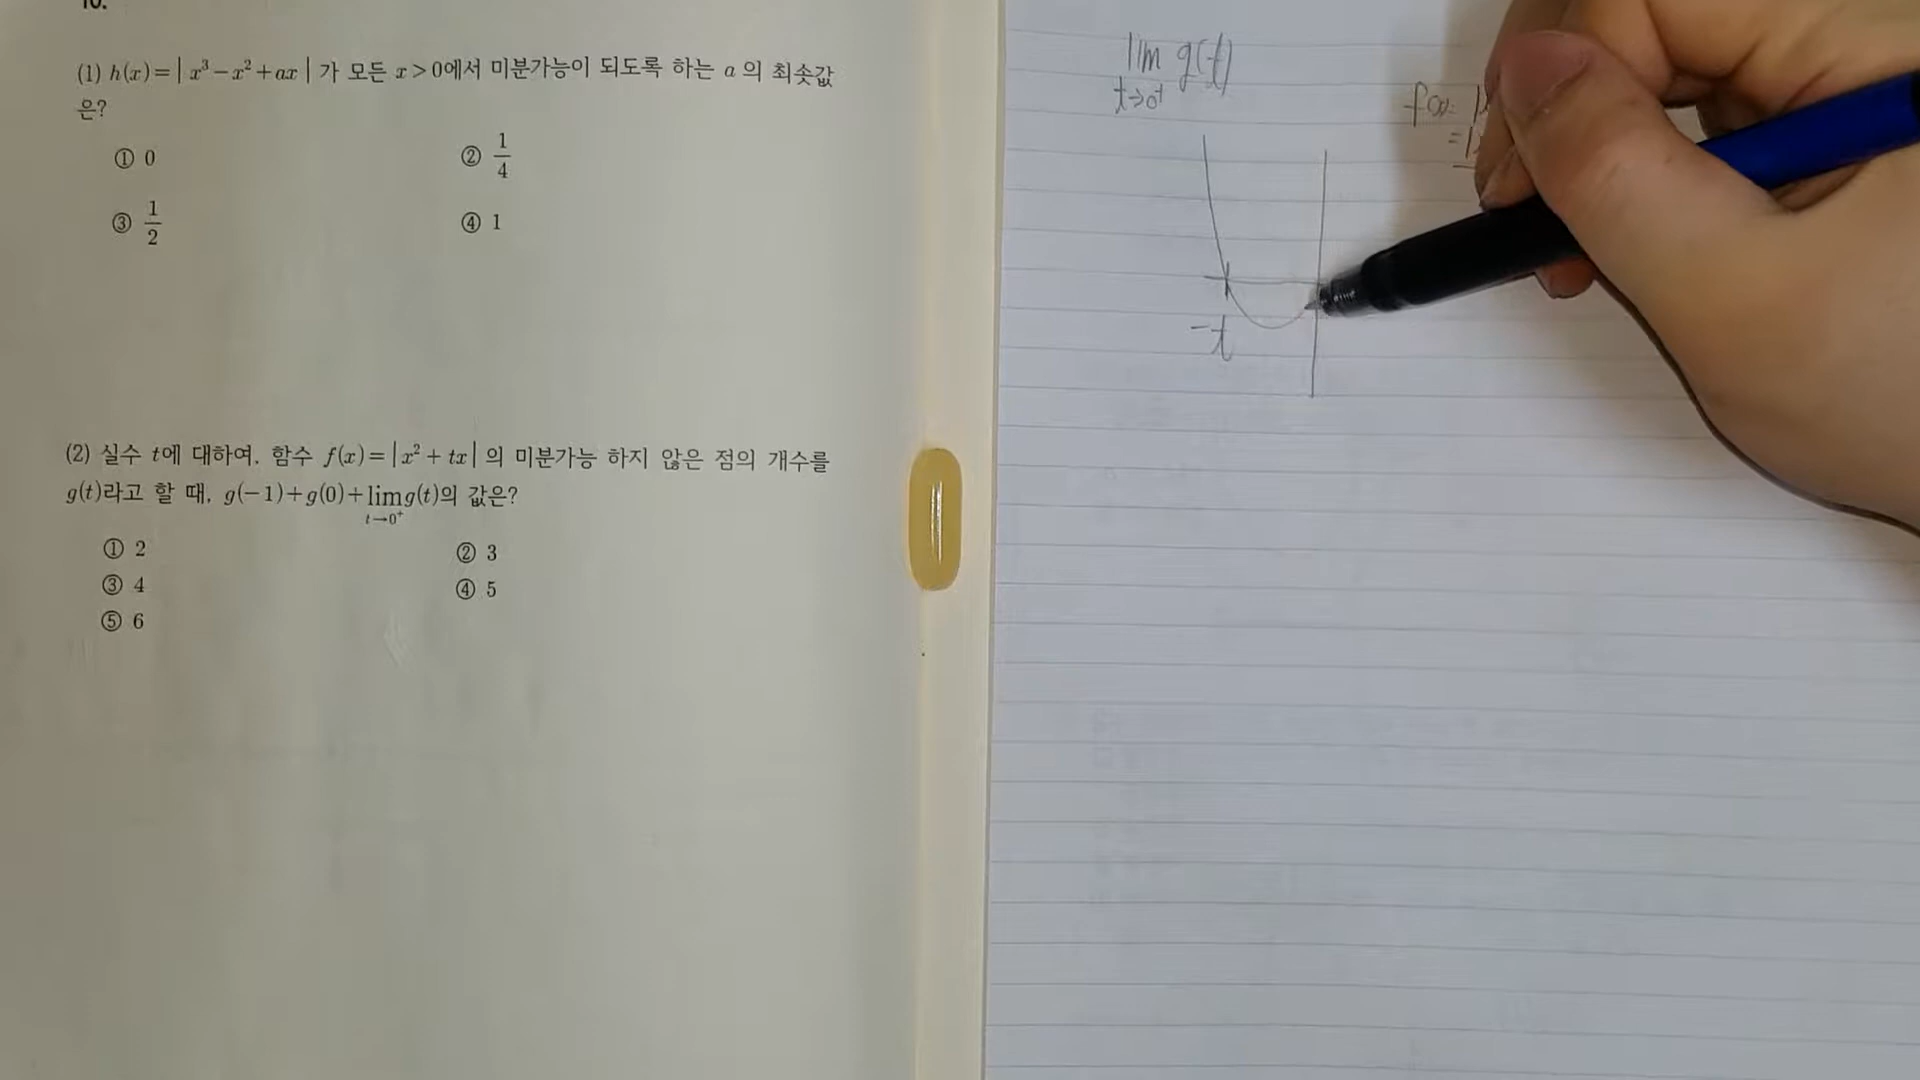 10.
(1) h(x)=| x³−x²+ax | 가 모든 x>0에서 미분가능이 되도록 하는 a 의 최솟값
은?
① 0 ② 1/4
③ 1/2 ④ 1
(2) 실수 t에 대하여, 함수 f(x)=|x²+tx| 의 미분가능 하지 않은 점의 개수를
g(t)라고 할 때, g(−1)+g(0)+lim g(t)의 값은?
t→0⁺
① 2 ② 3
③ 4 ④ 5
⑤ 6
lim g(t)
t→0⁺
f(x)=
=
−t